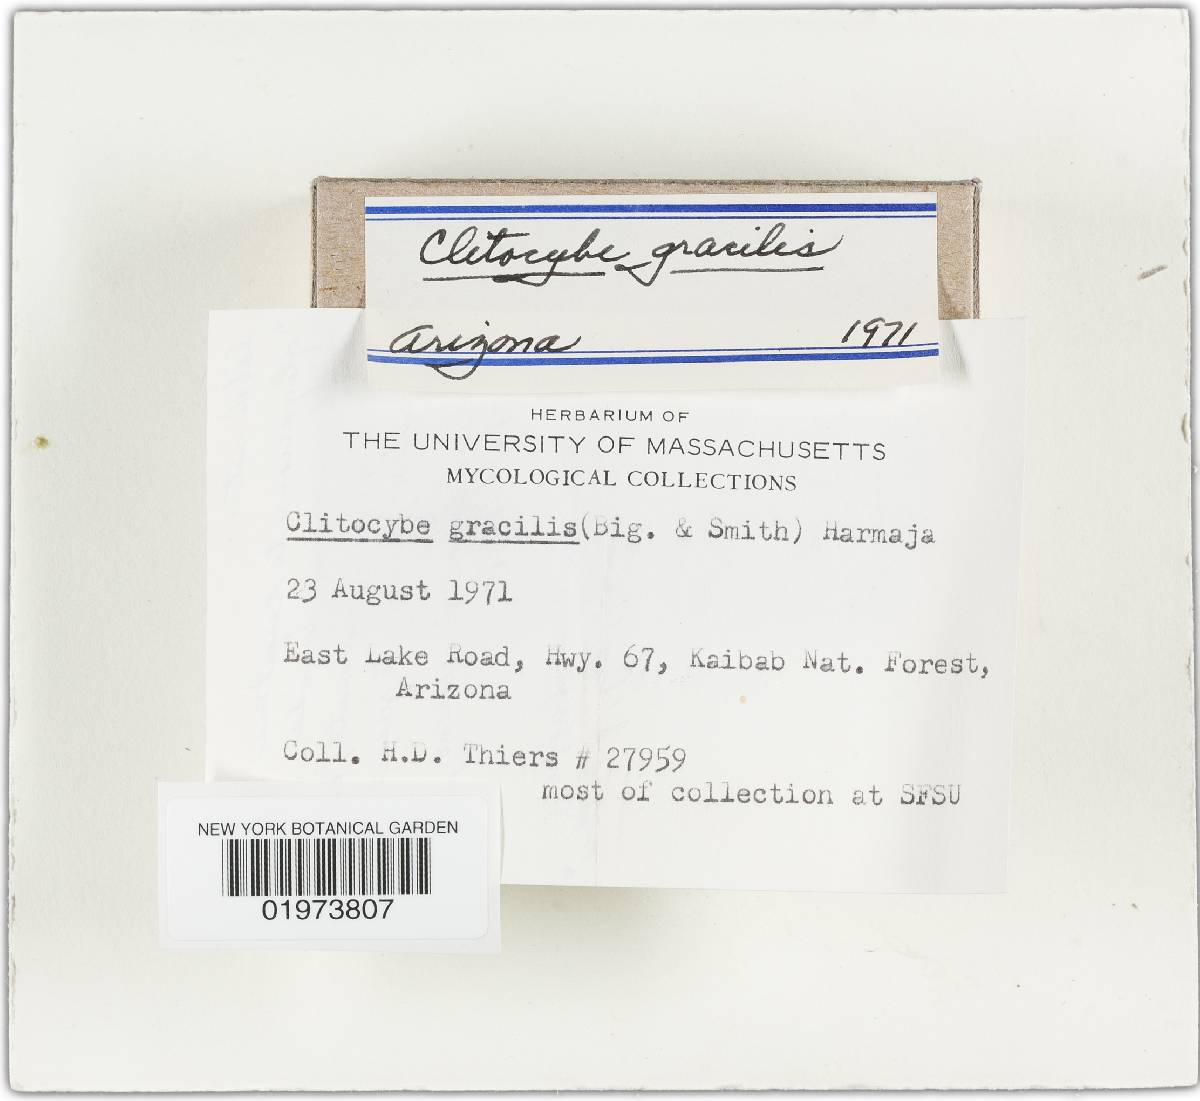 Clitocybe gracilis
Arizona 1971
HERBARIUM OF
THE UNIVERSITY OF MASSACHUSETTS
MYCOLOGICAL COLLECTIONS
Clitocybe gracilis(Big. & Smith) Harmaja
23 August 1971
East Lake Road, Hwy. 67, Kaibab Nat. Forest,
Arizona
Coll. H.D. Thiers # 27959
most of collection at SFSU
NEW YORK BOTANICAL GARDEN
01973807